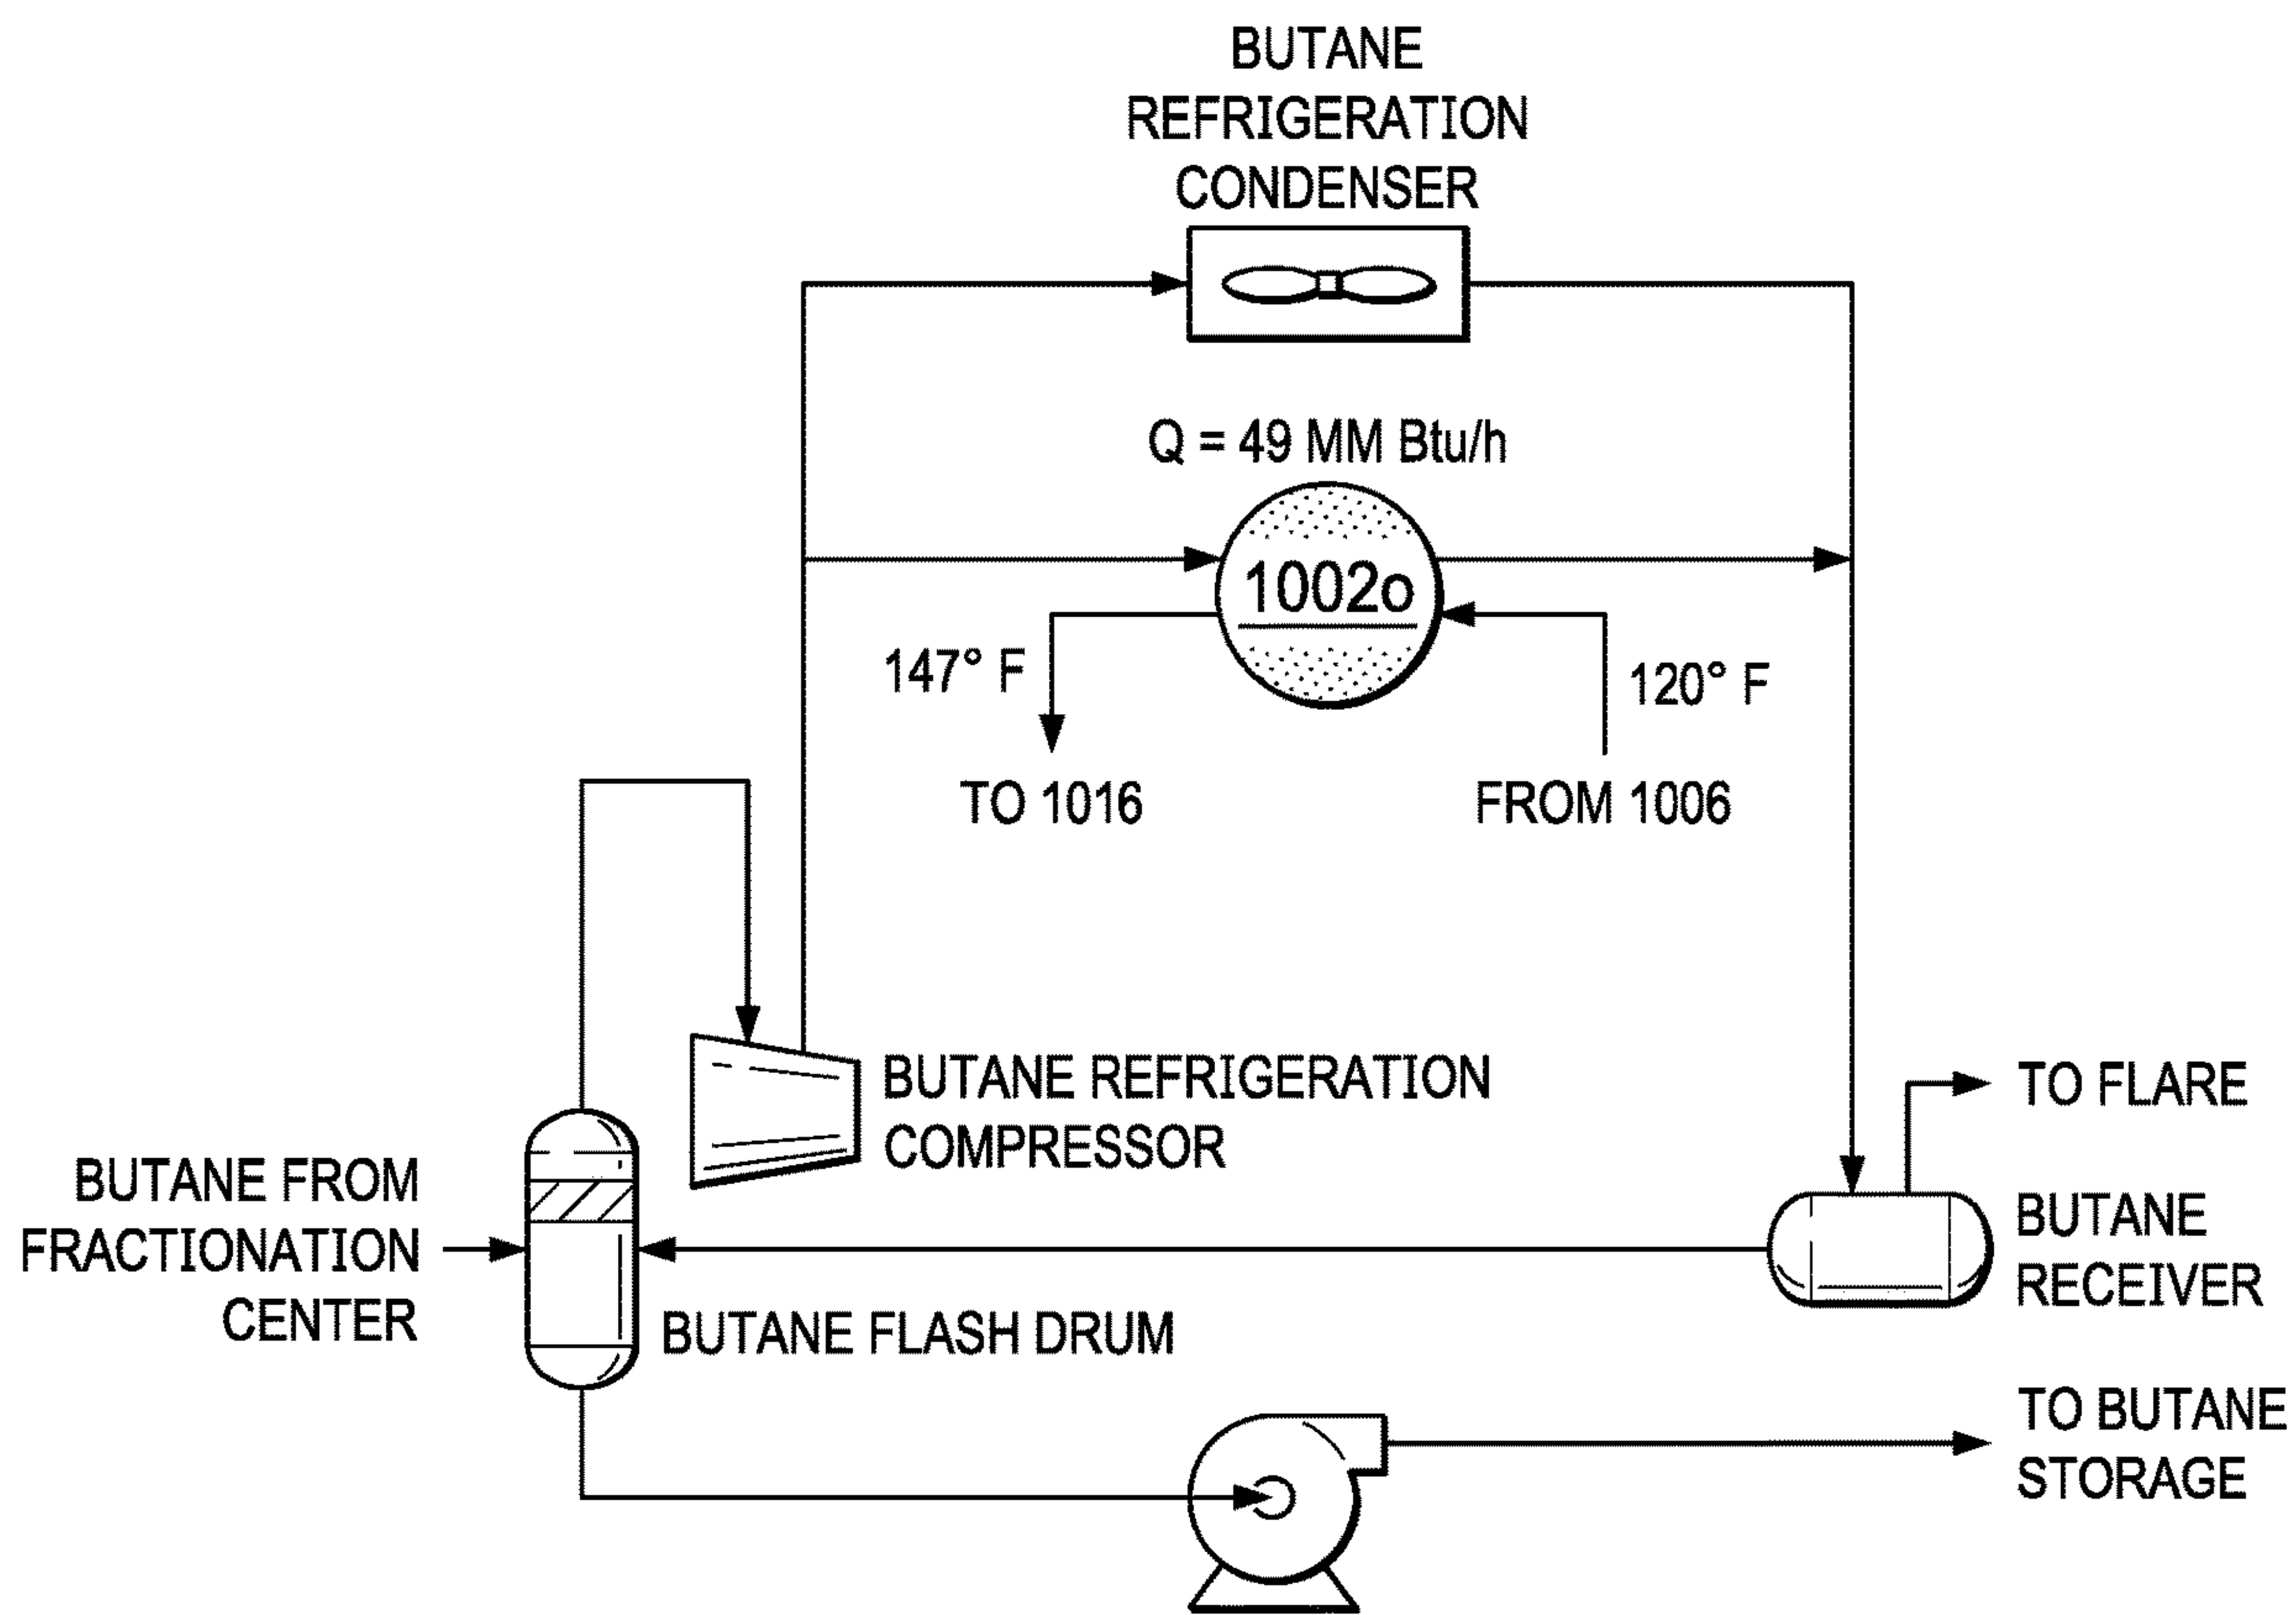 BUTANE
REFRIGERATION
CONDENSER
Q = 49 MM Btu/h
1002o
147° F
120° F
TO 1016
FROM 1006
BUTANE REFRIGERATION
COMPRESSOR
TO FLARE
BUTANE FROM
FRACTIONATION
CENTER
BUTANE
RECEIVER
BUTANE FLASH DRUM
TO BUTANE
STORAGE